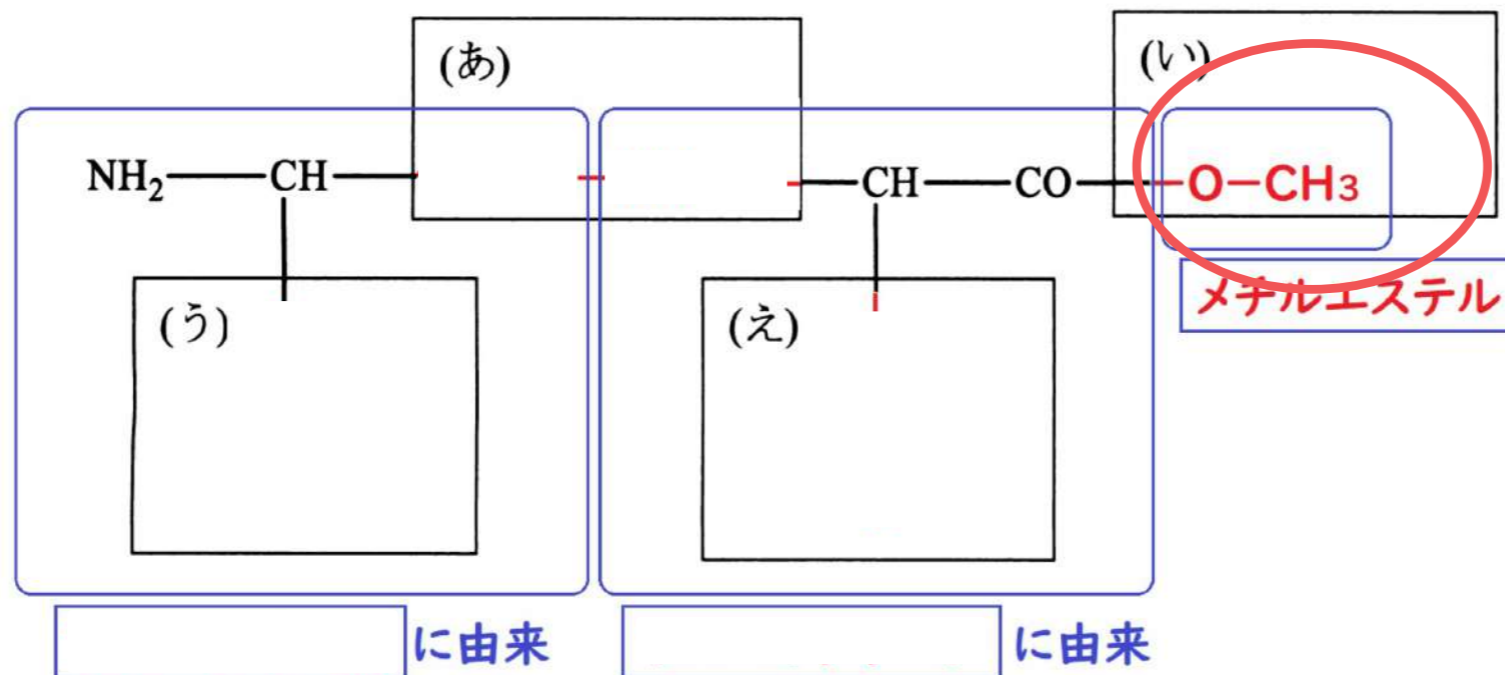 (あ)
(い)
NH₂ CH CH CO O-CH3
メチルエステル
(う)
(え)
に由来
に由来